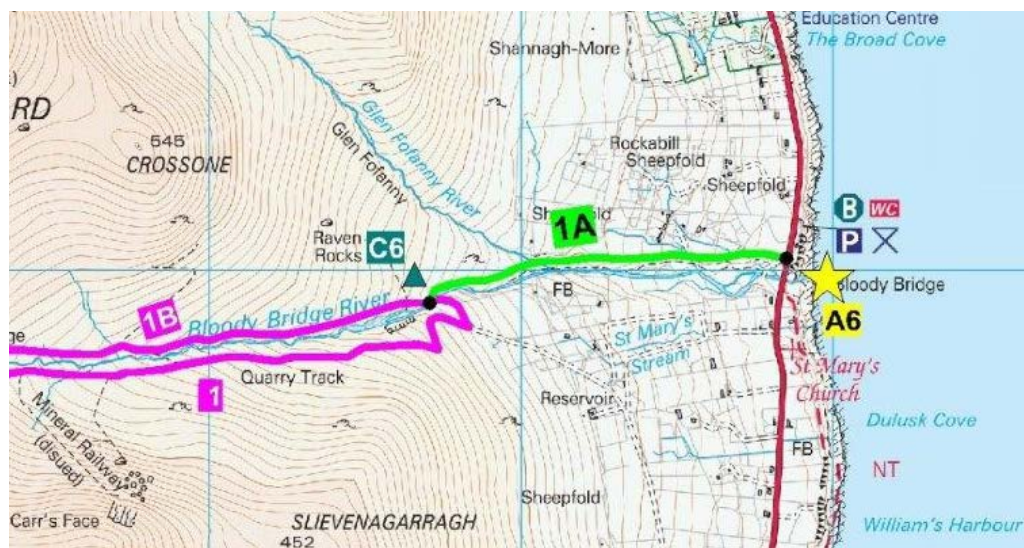 Education Centre
The Broad Cove
Shannagh-More
RD
545
CROSSONE
Glen Fofanny
Glen Fofanny River
Rockabill
Sheepfold
Sheepfold
1A
B WC
P
Raven
Rocks
C6
FB
Bloody Bridge
A6
1B
Bloody Bridge River
St Mary's
Stream
St Mary's
Church
1
Quarry Track
Reservoir
Dulusk Cove
Mineral Railway
(disued)
FB
NT
Sheepfold
Carr's Face
SLIEVENAGARRAGH
452
William's Harbour